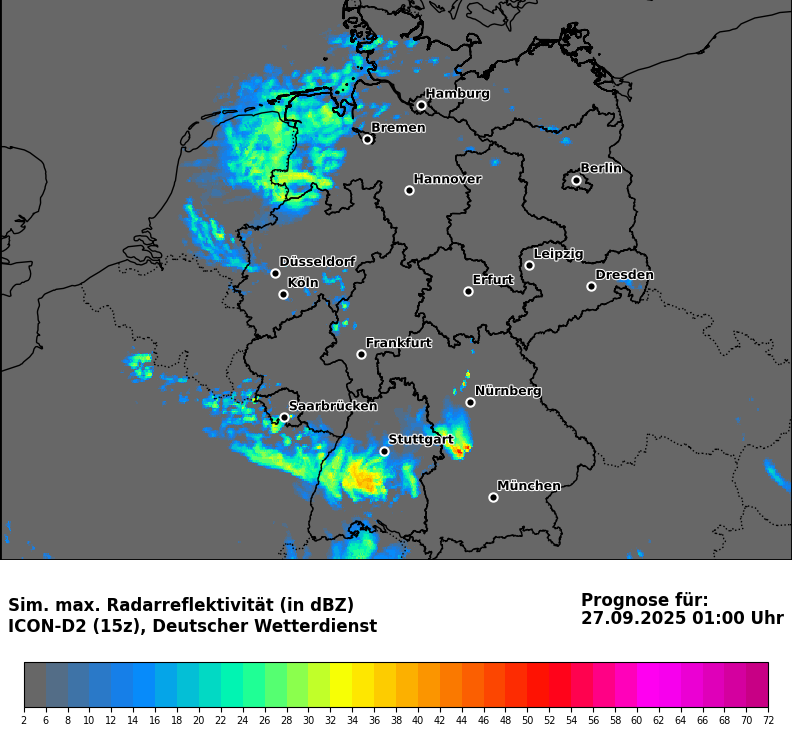 Hamburg
Bremen
Berlin
Hannover
Leipzig
Düsseldorf
Dresden
Köln
Erfurt
Frankfurt
Nürnberg
Saarbrücken
Stuttgart
München
Sim. max. Radarreflektivität (in dBZ)
ICON-D2 (15z), Deutscher Wetterdienst
Prognose für:
27.09.2025 01:00 Uhr
2 6 8 10 12 14 16 18 20 22 24 26 28 30 32 34 36 38 40 42 44 46 48 50 52 54 56 58 60 62 64 66 68 70 72